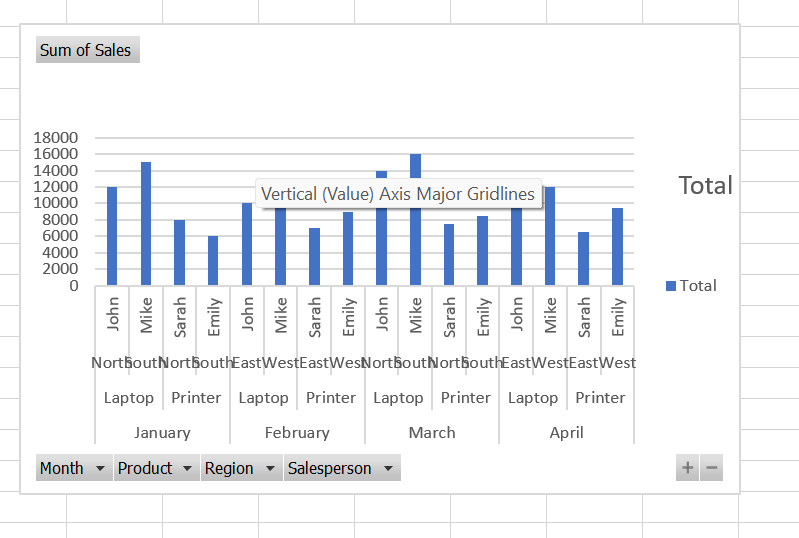 Sum of Sales
18000
16000
14000
12000
10000
8000
6000
4000
2000
0
Vertical (Value) Axis Major Gridlines
Total
Total
John Mike Sarah Emily John Mike Sarah Emily John Mike Sarah Emily John Mike Sarah Emily
North South North South East West East West North South North South East West East West
Laptop Printer Laptop Printer Laptop Printer Laptop Printer
January February March April
Month Product Region Salesperson